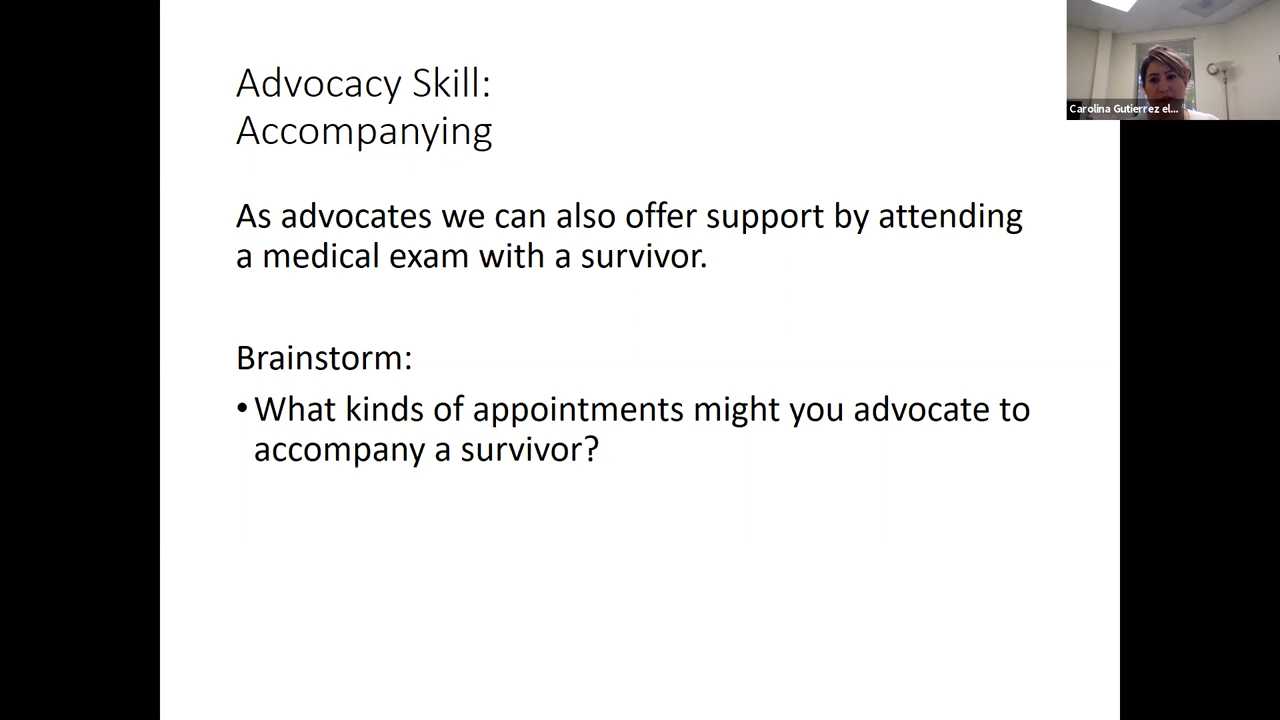 Advocacy Skill:
Accompanying
As advocates we can also offer support by attending
a medical exam with a survivor.
Brainstorm:
• What kinds of appointments might you advocate to
accompany a survivor?
Carolina Gutierrez el...